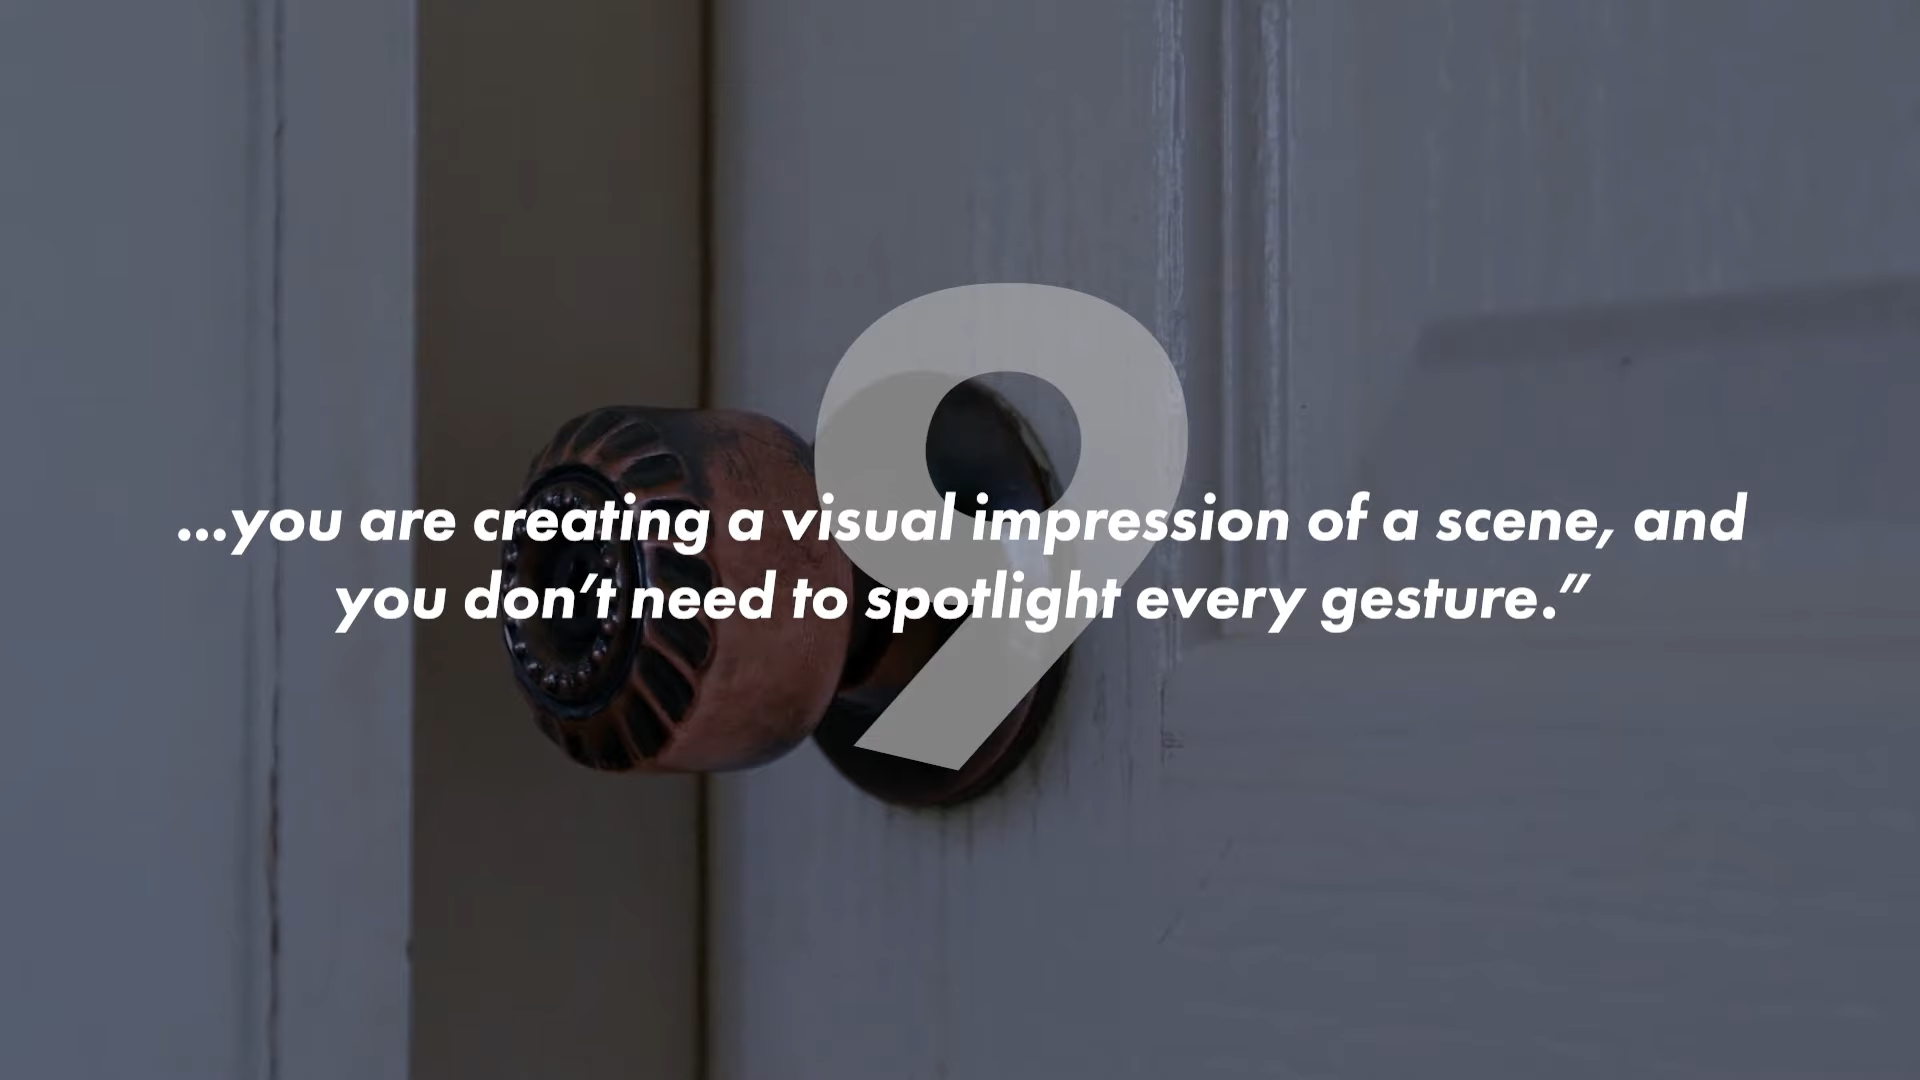 9
...you are creating a visual impression of a scene, and
you don’t need to spotlight every gesture.”